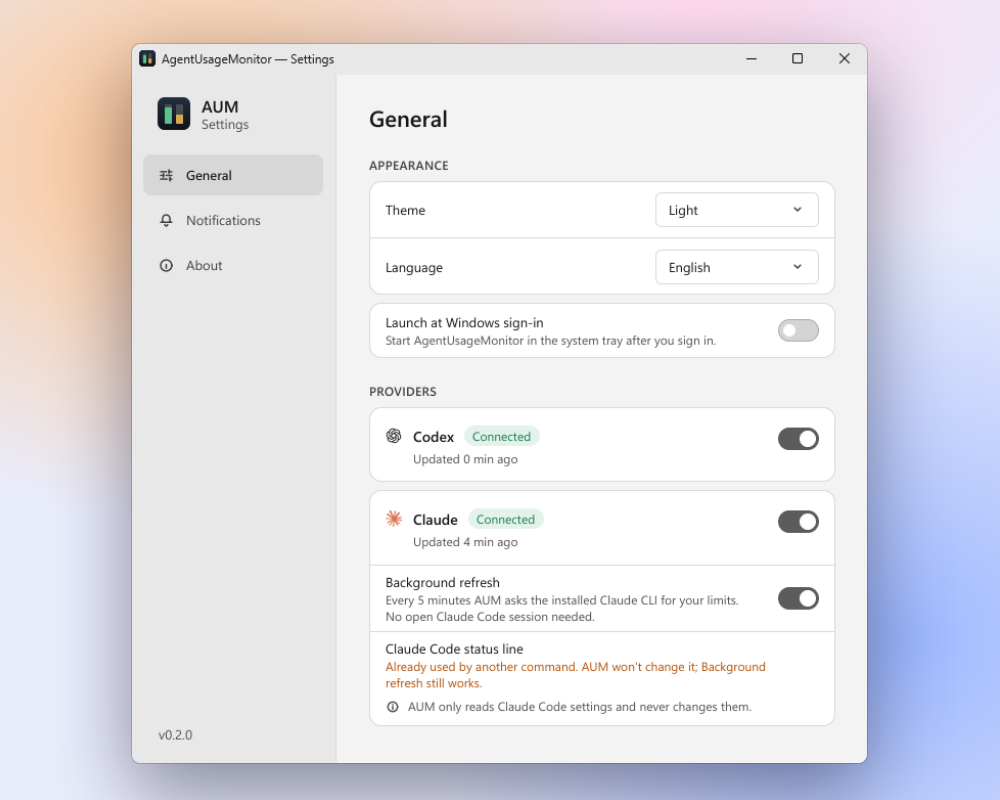 AgentUsageMonitor — Settings
AUM
Settings
General
Notifications
About
v0.2.0
General
APPEARANCE
Theme
Light
Language
English
Launch at Windows sign-in
Start AgentUsageMonitor in the system tray after you sign in.
PROVIDERS
Codex
Connected
Updated 0 min ago
Claude
Connected
Updated 4 min ago
Background refresh
Every 5 minutes AUM asks the installed Claude CLI for your limits.
No open Claude Code session needed.
Claude Code status line
Already used by another command. AUM won't change it; Background
refresh still works.
AUM only reads Claude Code settings and never changes them.